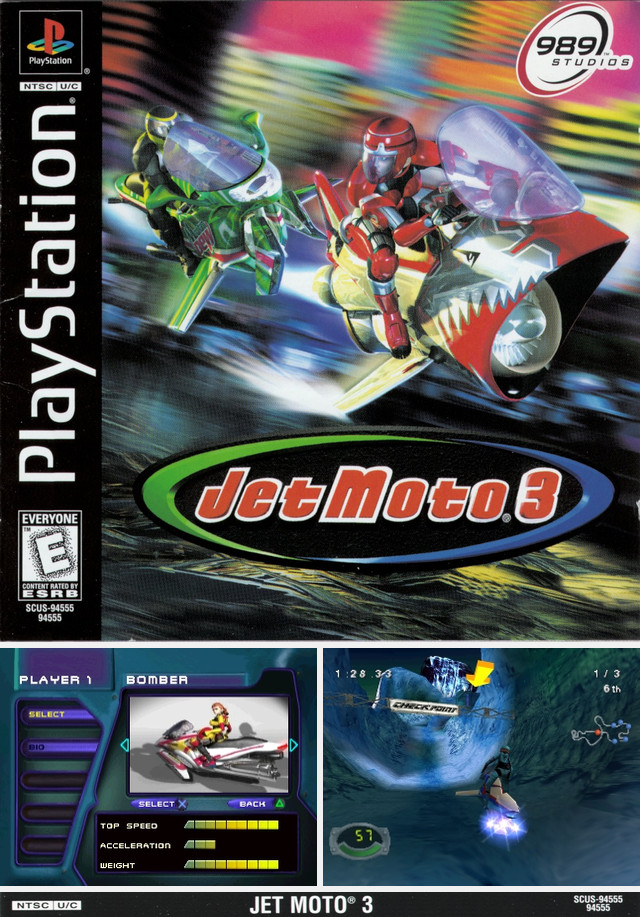 PlayStation
®
NTSC U/C
PlayStation®
989™
STUDIOS
Jet Moto® 3
EVERYONE
E
™
CONTENT RATED BY
ESRB
SCUS-94555
94555
PLAYER 1
BOMBER
SELECT
BIO
SELECT X
BACK
TOP SPEED
ACCELERATION
WEIGHT
1:28.33
1/3
6th
CHECKPOINT
57
NTSC U/C
JET MOTO® 3
SCUS-94555
94555